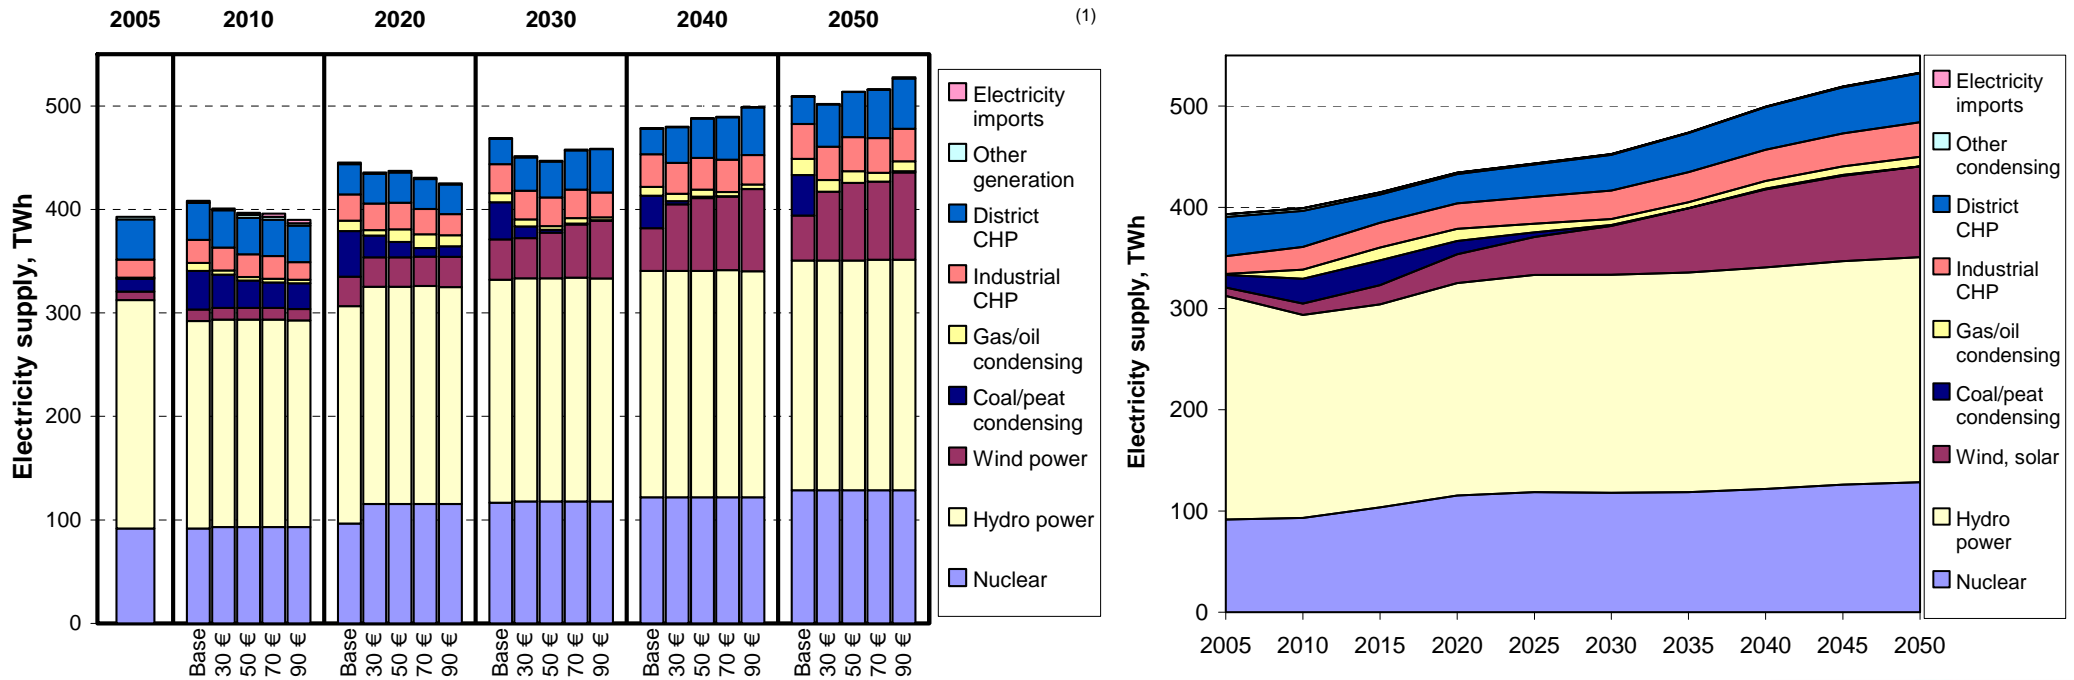 2005 2010 2020 2030 2040 2050 (1)
Electricity supply, TWh
500
400
300
200
100
0
Base 30 € 50 € 70 € 90 € Base 30 € 50 € 70 € 90 € Base 30 € 50 € 70 € 90 € Base 30 € 50 € 70 € 90 € Base 30 € 50 € 70 € 90 €
Electricity
imports
Other
generation
District
CHP
Industrial
CHP
Gas/oil
condensing
Coal/peat
condensing
Wind power
Hydro power
Nuclear
Electricity supply, TWh
500
400
300
200
100
0
2005 2010 2015 2020 2025 2030 2035 2040 2045 2050
Electricity
imports
Other
condensing
District
CHP
Industrial
CHP
Gas/oil
condensing
Coal/peat
condensing
Wind, solar
Hydro
power
Nuclear